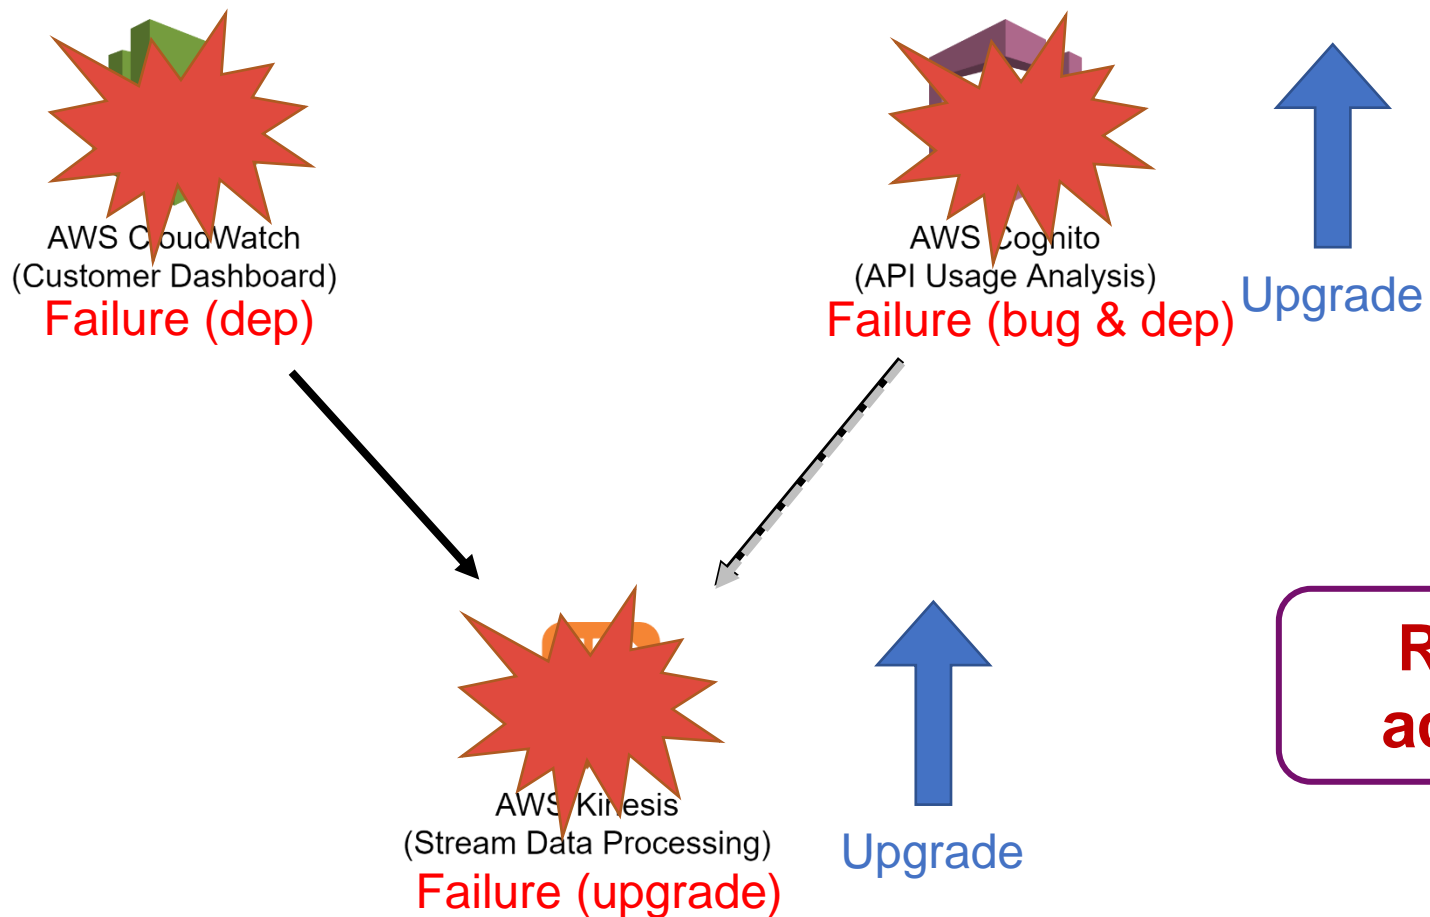 AWS CloudWatch
(Customer Dashboard)
Failure (dep)
AWS Cognito
(API Usage Analysis)
Failure (bug & dep)
Upgrade
AWS Kinesis
(Stream Data Processing)
Failure (upgrade)
Upgrade